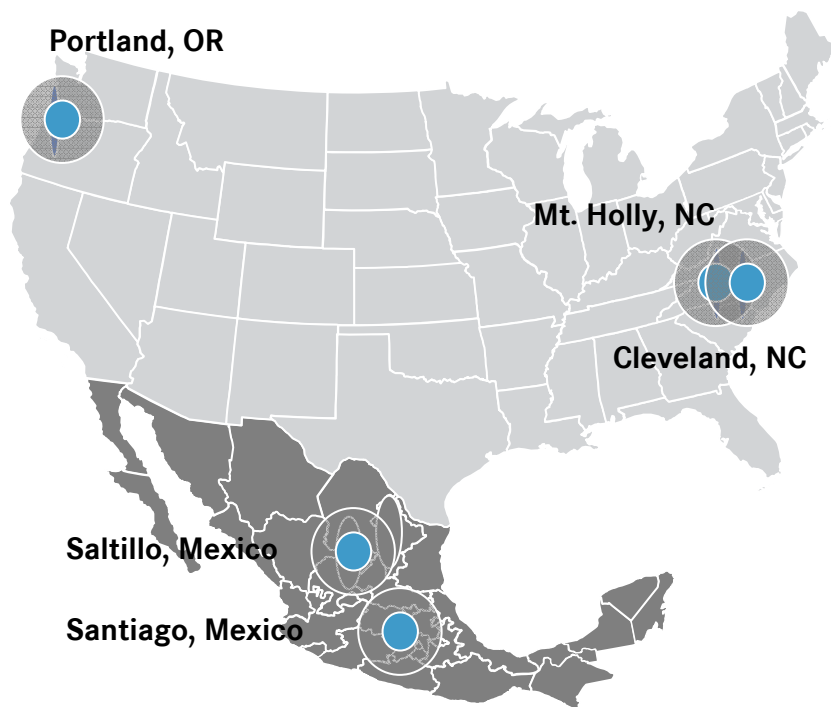 Portland, OR
Mt. Holly, NC
Cleveland, NC
Saltillo, Mexico
Santiago, Mexico